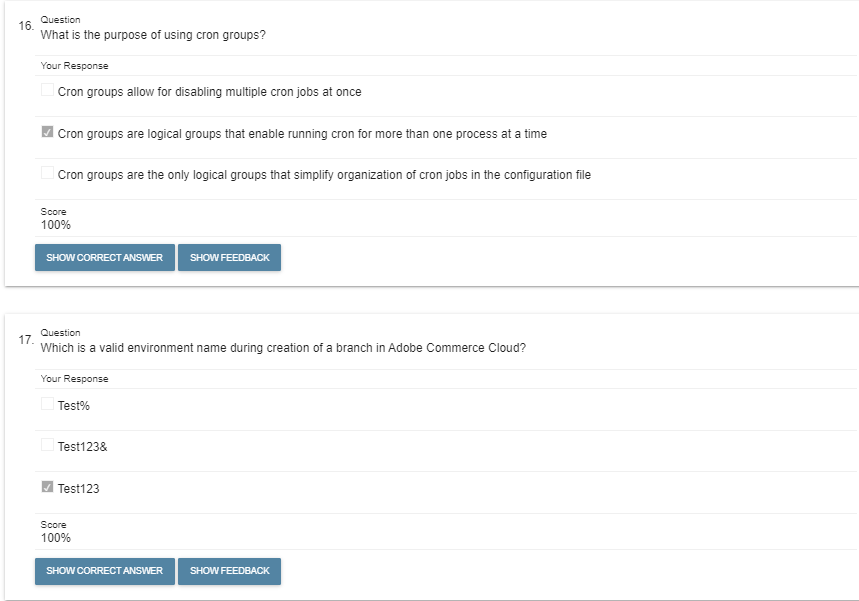 16.
Question
What is the purpose of using cron groups?
Your Response
Cron groups allow for disabling multiple cron jobs at once
Cron groups are logical groups that enable running cron for more than one process at a time
Cron groups are the only logical groups that simplify organization of cron jobs in the configuration file
Score
100%
SHOW CORRECT ANSWER SHOW FEEDBACK
17.
Question
Which is a valid environment name during creation of a branch in Adobe Commerce Cloud?
Your Response
Test%
Test123&
Test123
Score
100%
SHOW CORRECT ANSWER SHOW FEEDBACK